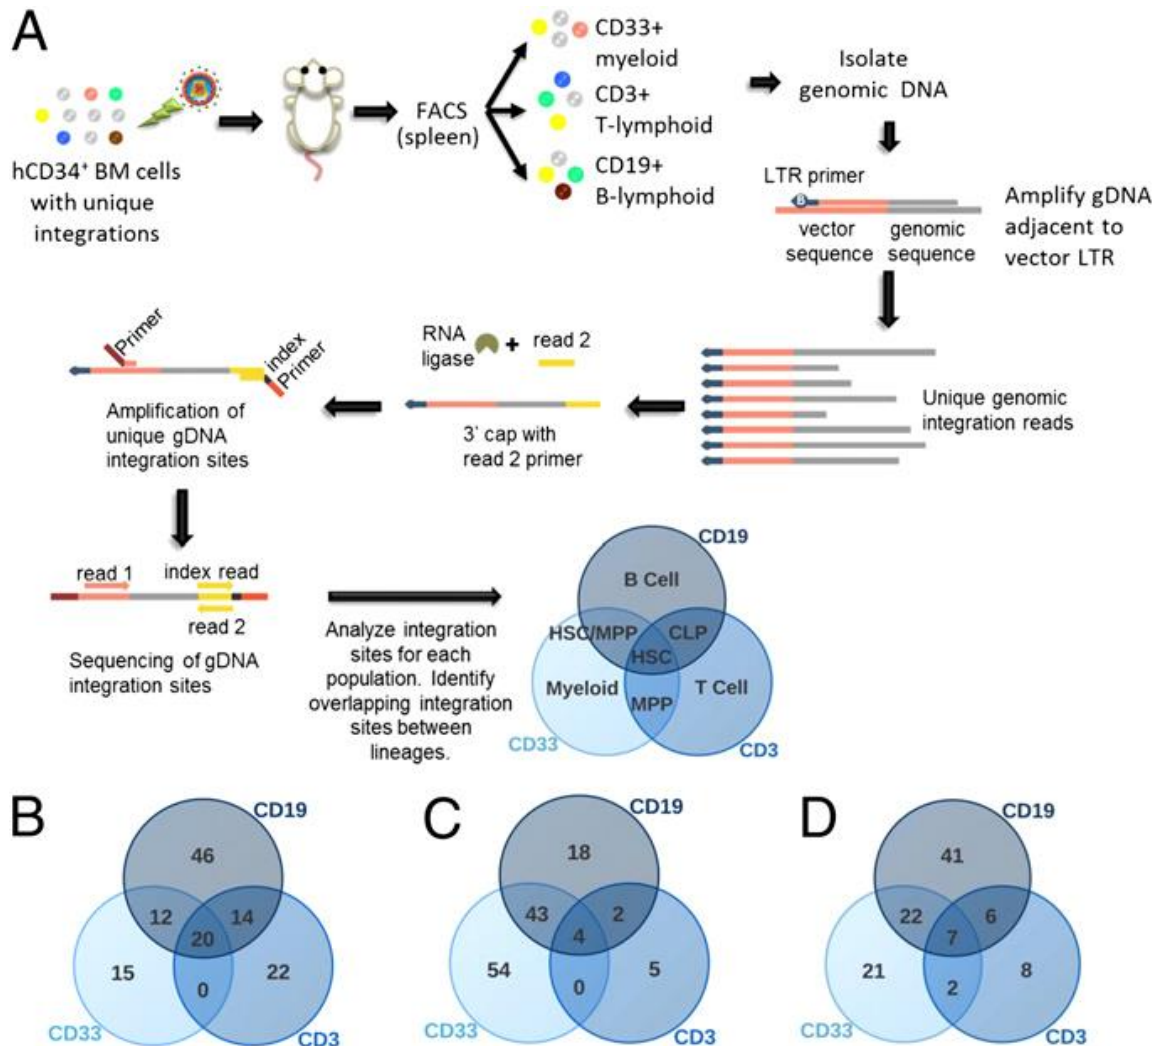 A
hCD34+ BM cells
with unique
integrations
FACS
(spleen)
CD33+
myeloid
CD3+
T-lymphoid
CD19+
B-lymphoid
Isolate
genomic DNA
LTR primer
B
vector
sequence
genomic
sequence
Amplify gDNA
adjacent to
vector LTR
Unique genomic
integration reads
RNA
ligase
+
read 2
3' cap with
read 2 primer
Primer
index
Primer
Amplification of
unique gDNA
integration sites
read 1
index read
read 2
Sequencing of gDNA
integration sites
Analyze integration
sites for each
population. Identify
overlapping integration
sites between
lineages.
CD19
B Cell
HSC/MPP
CLP
HSC
Myeloid
T Cell
MPP
CD33
CD3
B
CD19
46
12
14
20
15
22
0
CD33
CD3
C
CD19
18
43
2
4
54
5
0
CD33
CD3
D
CD19
41
22
6
7
21
8
2
CD33
CD3